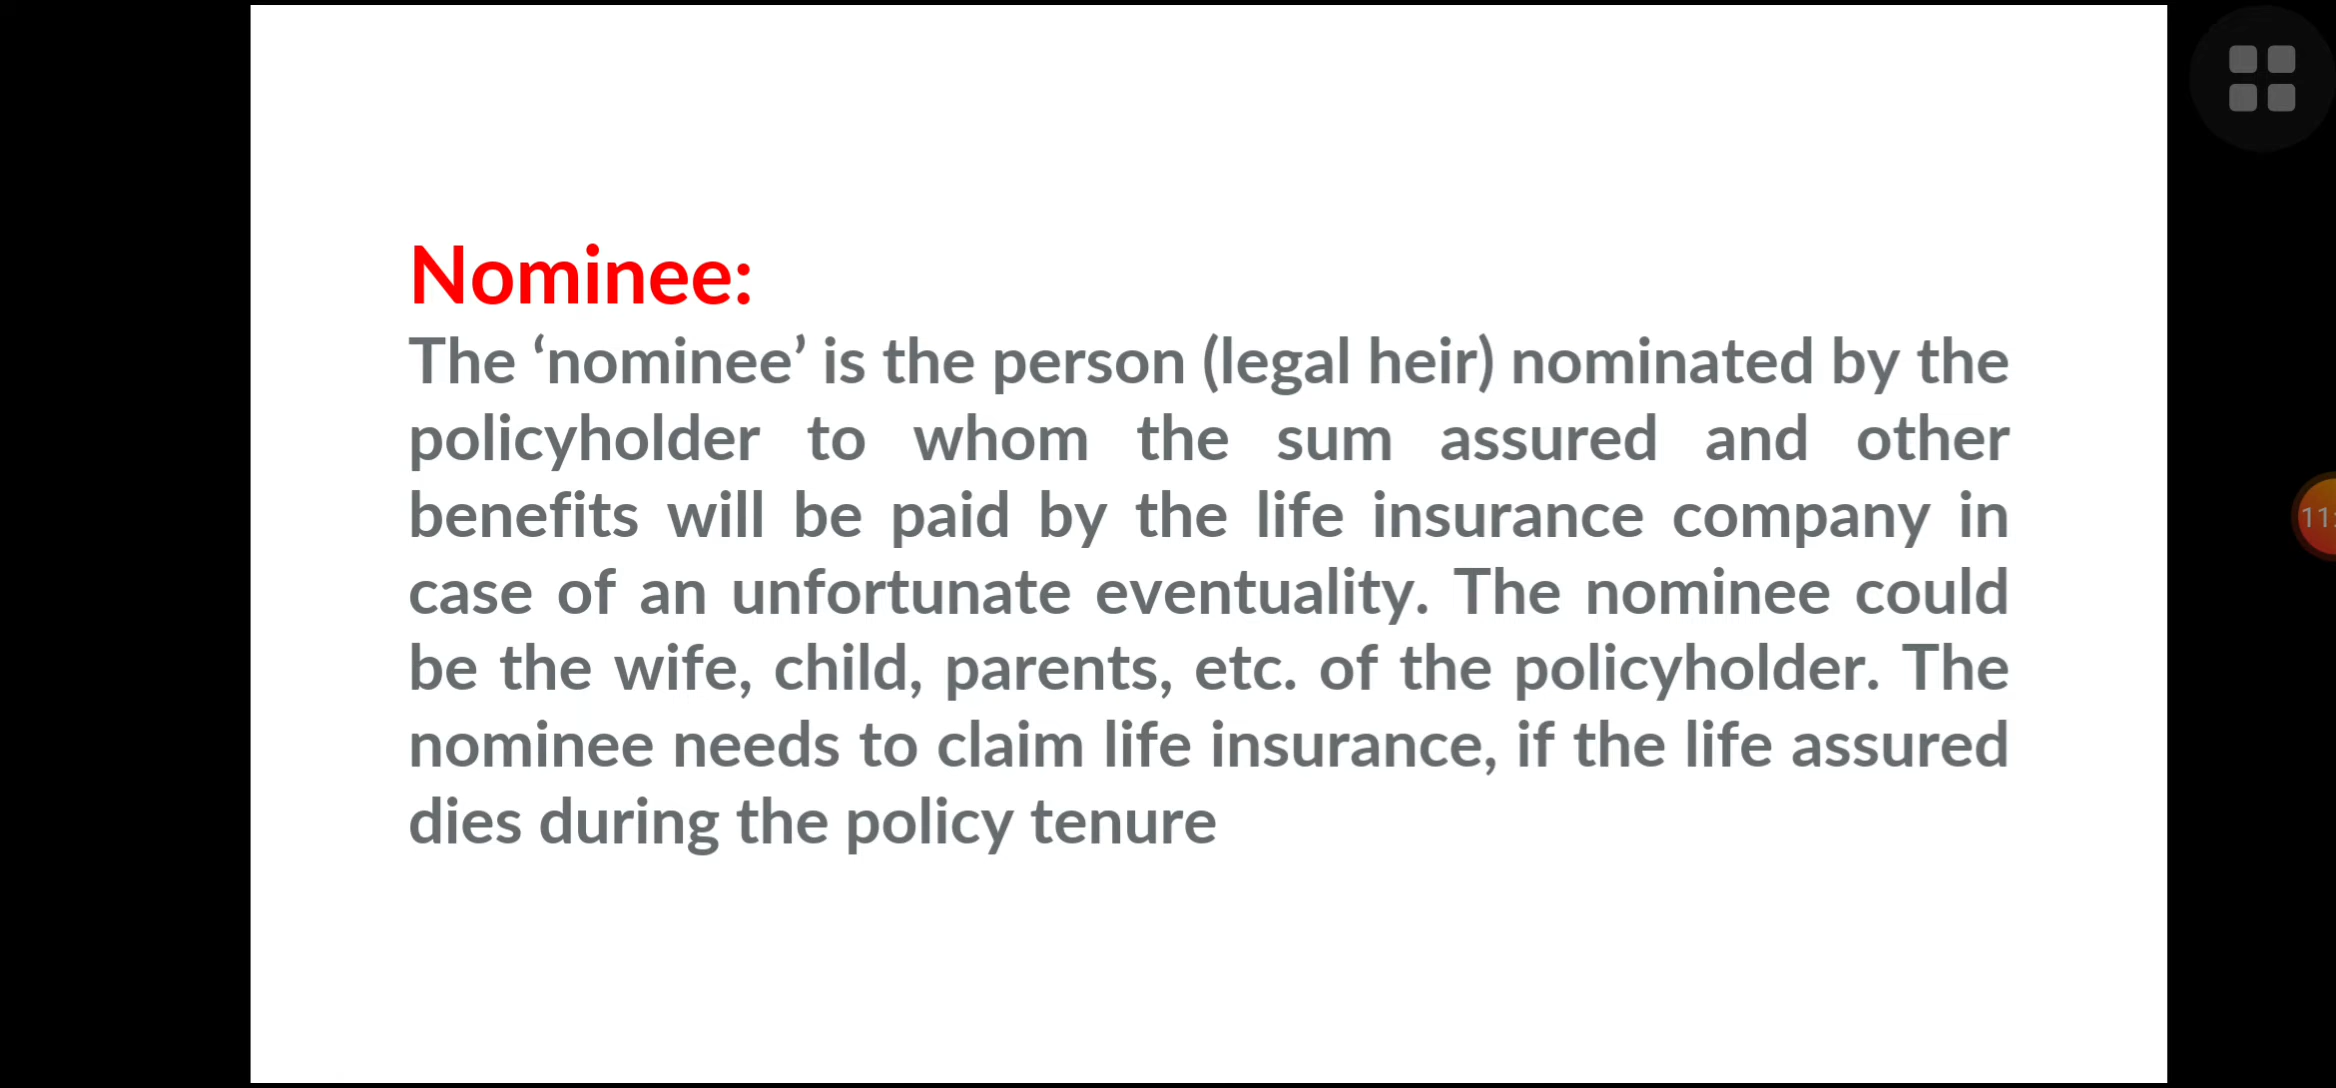 Nominee:
The ‘nominee’ is the person (legal heir) nominated by the
policyholder to whom the sum assured and other
benefits will be paid by the life insurance company in
case of an unfortunate eventuality. The nominee could
be the wife, child, parents, etc. of the policyholder. The
nominee needs to claim life insurance, if the life assured
dies during the policy tenure
11: